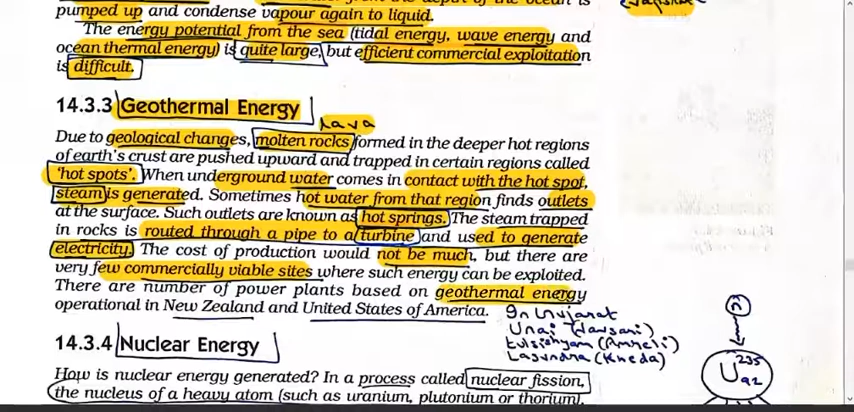 pumped up and condense vapour again to liquid.
The energy potential from the sea (tidal energy, wave energy and
ocean thermal energy) is quite large, but efficient commercial exploitation
is difficult.
14.3.3 Geothermal Energy
Lava
Due to geological changes, molten rocks formed in the deeper hot regions
of earth's crust are pushed upward and trapped in certain regions called
‘hot spots’. When underground water comes in contact with the hot spot,
steam is generated. Sometimes hot water from that region finds outlets
at the surface. Such outlets are known as hot springs. The steam trapped
in rocks is routed through a pipe to a turbine and used to generate
electricity. The cost of production would not be much, but there are
very few commercially viable sites where such energy can be exploited.
There are number of power plants based on geothermal energy
operational in New Zealand and United States of America.
In Gujarat
Unai (Navsari)
Tulsishyam (Amreli)
Lasundra (Kheda)
14.3.4 Nuclear Energy
n
U 235 92
How is nuclear energy generated? In a process called nuclear fission,
the nucleus of a heavy atom (such as uranium, plutonium or thorium),